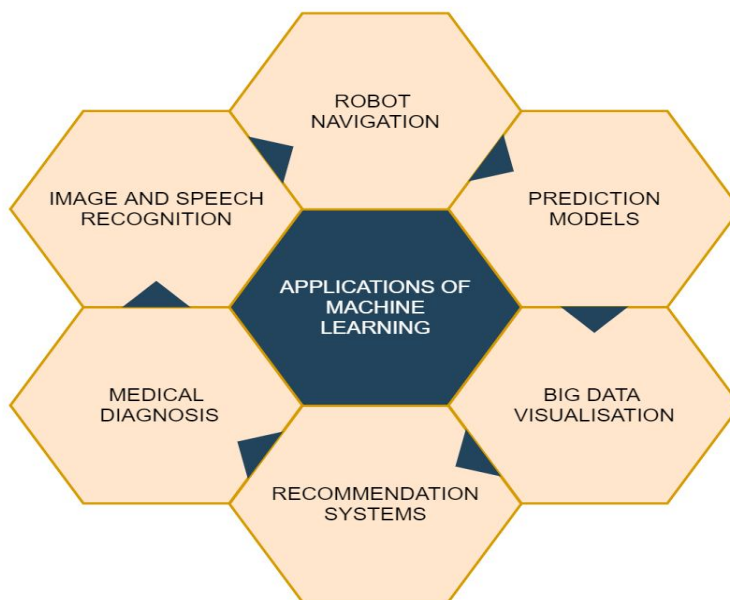 ROBOT
NAVIGATION
IMAGE AND SPEECH
RECOGNITION
PREDICTION
MODELS
APPLICATIONS OF
MACHINE
LEARNING
MEDICAL
DIAGNOSIS
BIG DATA
VISUALISATION
RECOMMENDATION
SYSTEMS